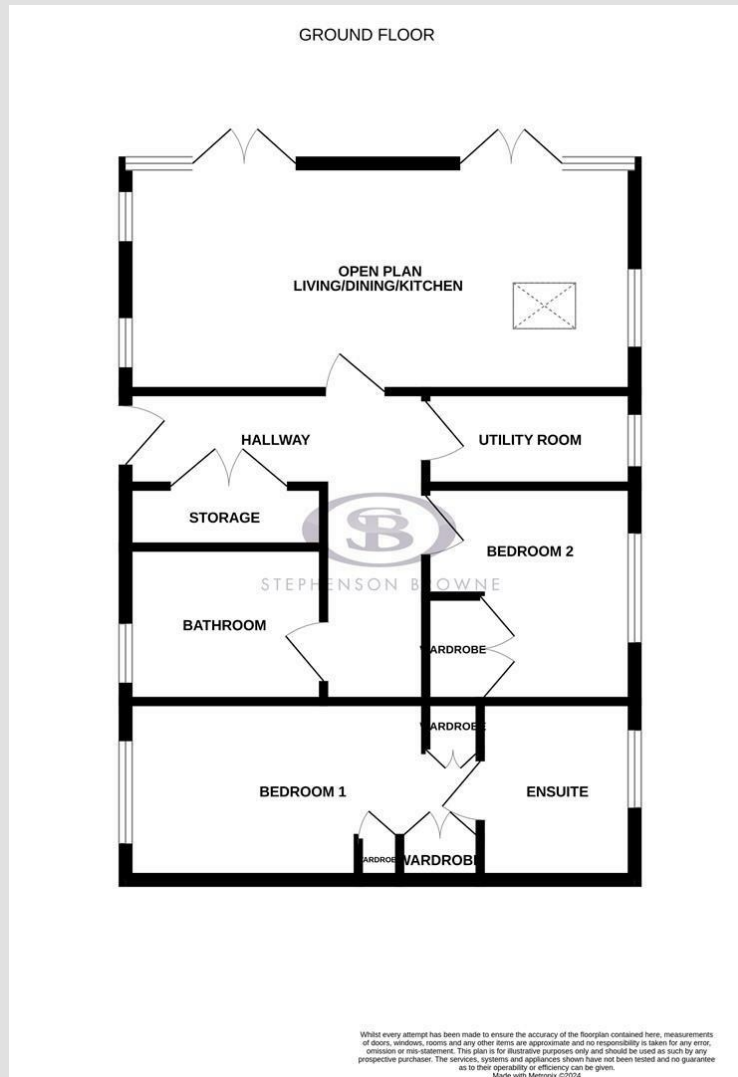 GROUND FLOOR
OPEN PLAN
LIVING/DINING/KITCHEN
HALLWAY
UTILITY ROOM
STORAGE
SB
STEPHENSON BROWNE
BEDROOM 2
BATHROOM
WARDROBE
WARDROBE
BEDROOM 1
ENSUITE
WARDROBE
WARDROBE
Whilst every attempt has been made to ensure the accuracy of the floorplan contained here, measurements
of doors, windows, rooms and any other items are approximate and no responsibility is taken for any error,
omission or mis-statement. This plan is for illustrative purposes only and should be used as such by any
prospective purchaser. The services, systems and appliances shown have not been tested and no guarantee
as to their operability or efficiency can be given.
Made with Metropix ©2024